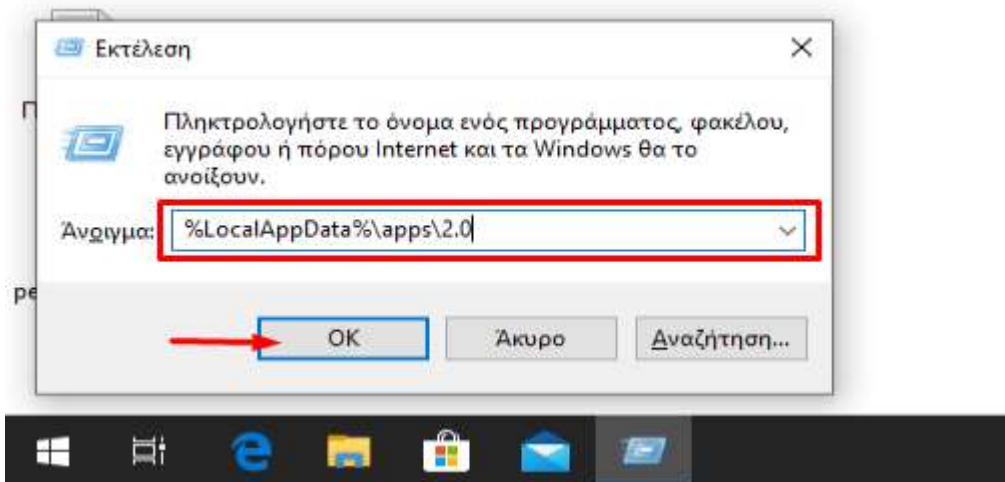 Εκτέλεση
Πληκτρολογήστε το όνομα ενός προγράμματος, φακέλου,
εγγράφου ή πόρου Internet και τα Windows θα το
ανοίξουν.
Άνοιγμα: %LocalAppData%\apps\2.0
OK Άκυρο Αναζήτηση...